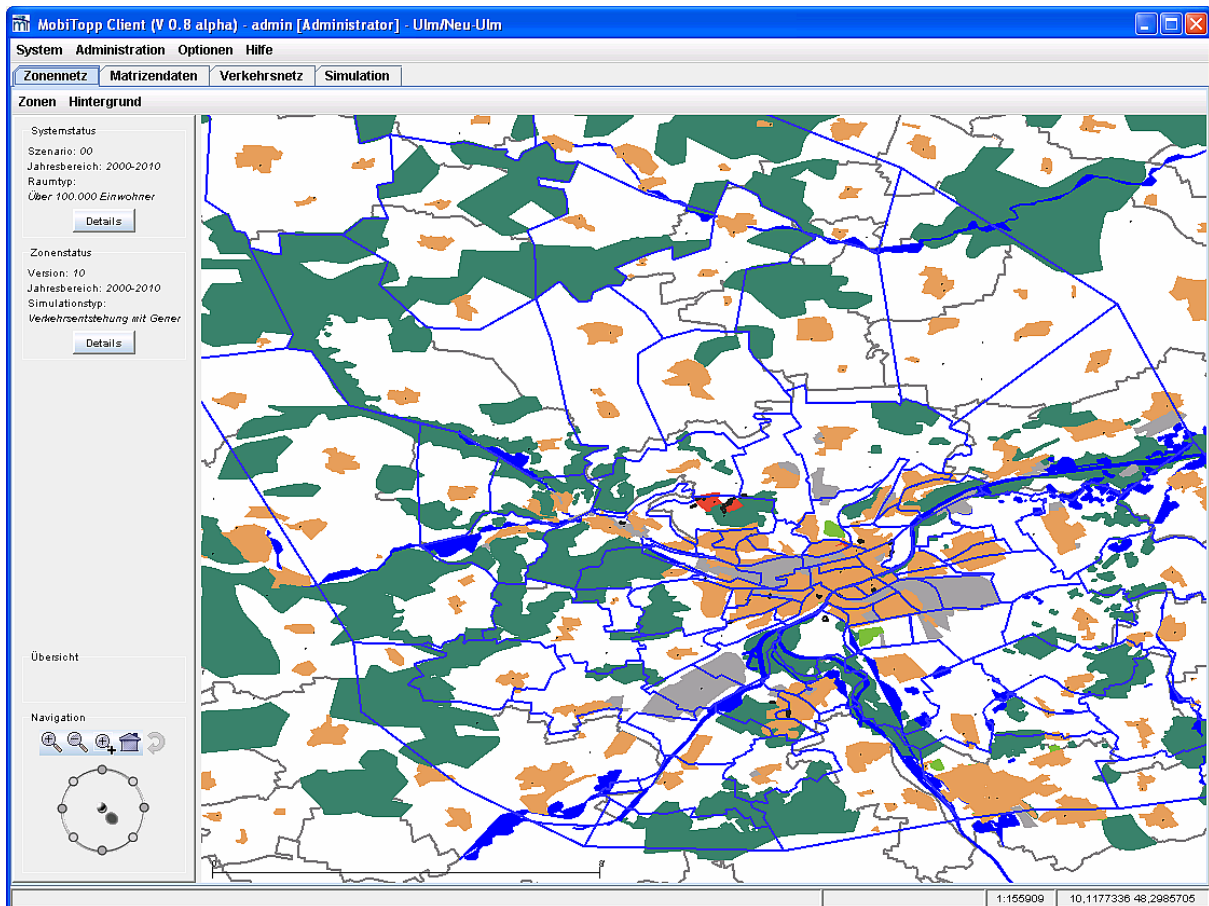 MobiTopp Client (V 0.8 alpha) - admin [Administrator] - Ulm/Neu-Ulm
System Administration Optionen Hilfe
Zonennetz Matrizendaten Verkehrsnetz Simulation
Zonen Hintergrund
Systemstatus
Szenario: 00
Jahresbereich: 2000-2010
Raumtyp:
Über 100.000 Einwohner
Details
Zonenstatus
Version: 10
Jahresbereich: 2000-2010
Simulationstyp:
Verkehrsentstehung mit Gener
Details
Übersicht
Navigation
1:155909 10,1177336 48,2985705